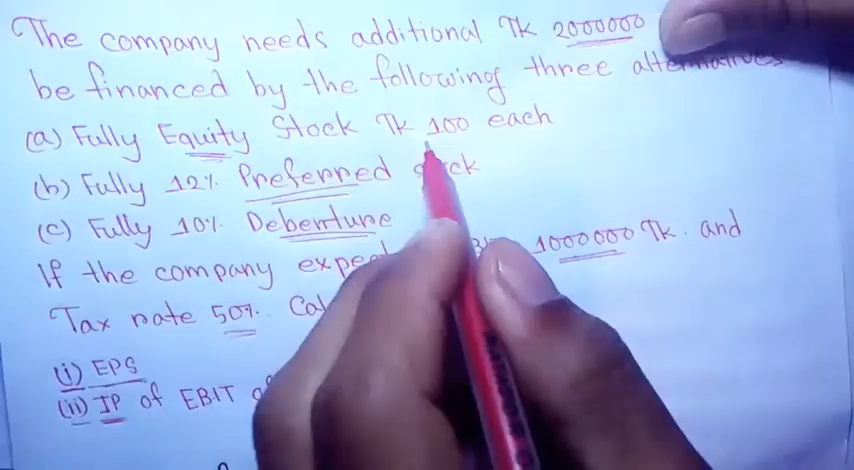 The company needs additional Tk 2000000
be financed by the following three alternatives
(a) Fully Equity Stock Tk 100 each
(b) Fully 12% Preferred stock
(c) Fully 10% Debenture
If the company 1000000 Tk. and
Tax rate 50%.
(i) EPS
(ii) IP of EBIT